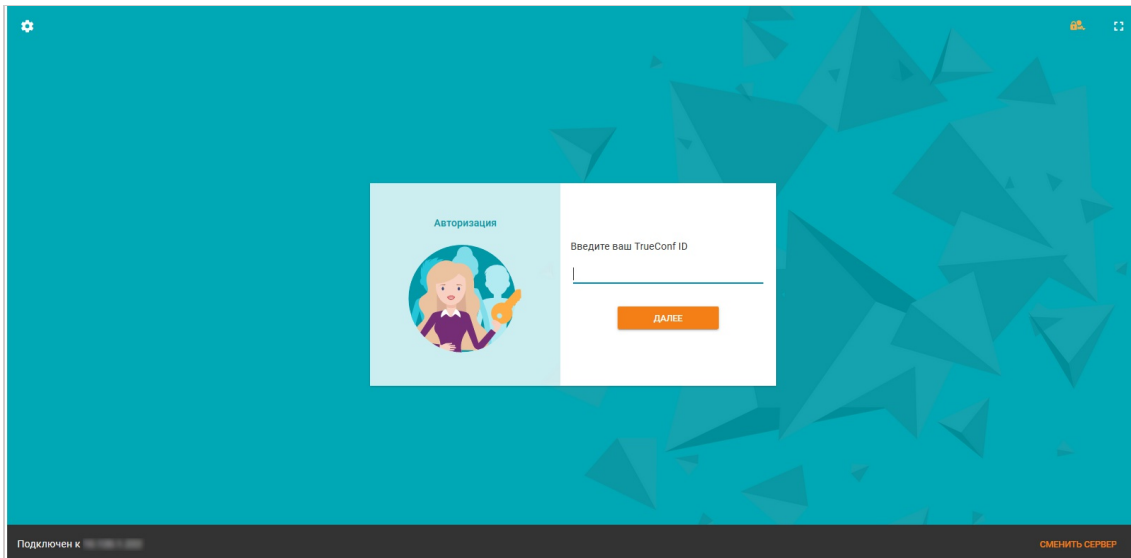 Авторизация
Введите ваш TrueConf ID
ДАЛЕЕ
Подключен к
СМЕНИТЬ СЕРВЕР